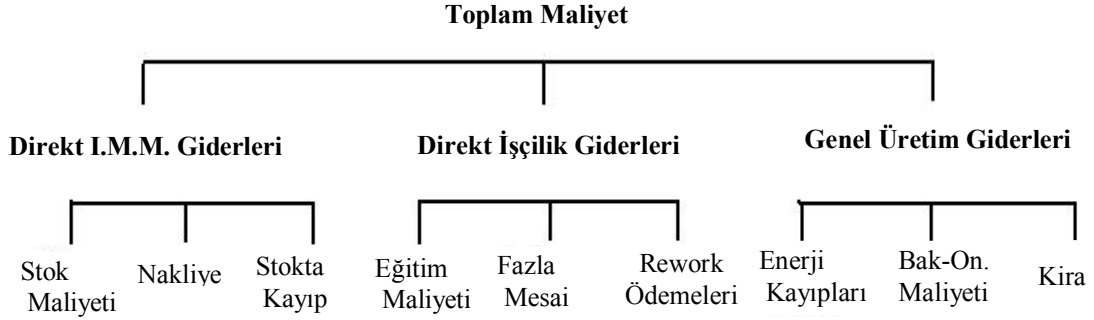 Toplam Maliyet
Direkt I.M.M. Giderleri
Direkt İşçilik Giderleri
Genel Üretim Giderleri
Stok
Maliyeti
Nakliye
Stokta
Kayıp
Eğitim
Maliyeti
Fazla
Mesai
Rework
Ödemeleri
Enerji
Kayıpları
Bak-On.
Maliyeti
Kira